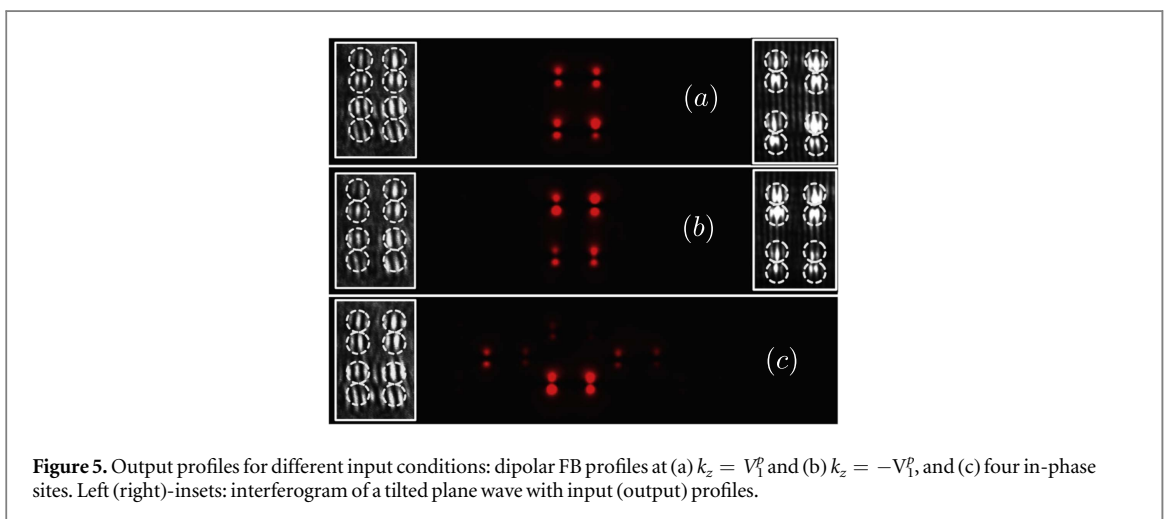 (a)
(b)
(c)
Figure 5. Output profiles for different input conditions: dipolar FB profiles at (a) k_z = V_1^p and (b) k_z = −V_1^p, and (c) four in-phase
sites. Left (right)-insets: interferogram of a tilted plane wave with input (output) profiles.